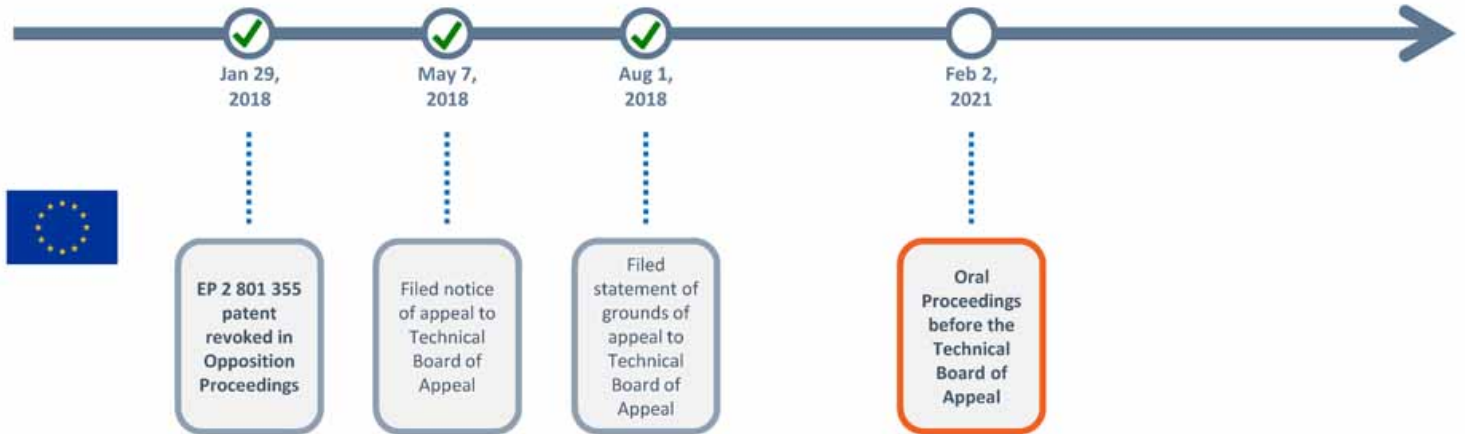 Jan 29,
2018
May 7,
2018
Aug 1,
2018
Feb 2,
2021
EP 2 801 355
patent
revoked in
Opposition
Proceedings
Filed notice
of appeal to
Technical
Board of
Appeal
Filed
statement of
grounds of
appeal to
Technical
Board of
Appeal
Oral
Proceedings
before the
Technical
Board of
Appeal